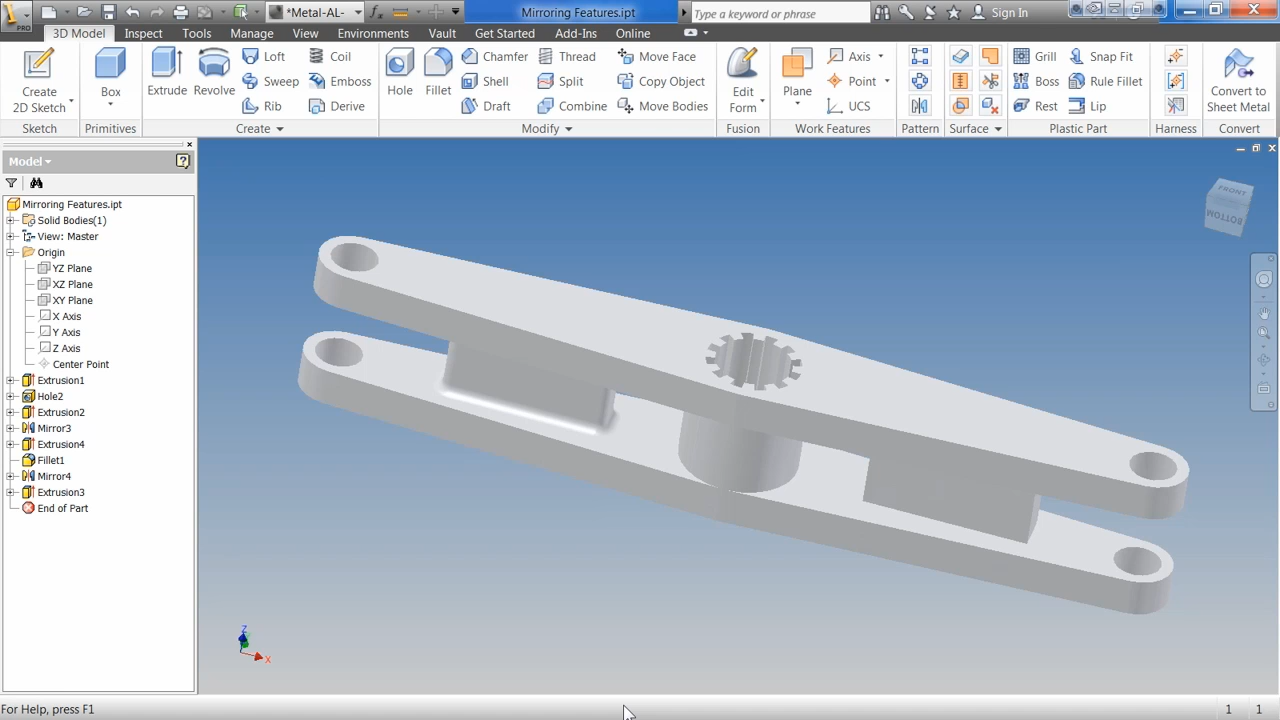 PRO
*Metal-AL-
Mirroring Features.ipt
Type a keyword or phrase
Sign In
3D Model Inspect Tools Manage View Environments Vault Get Started Add-Ins Online
Create
2D Sketch
Sketch
Box
Primitives
Extrude Revolve
Loft
Sweep
Rib
Coil
Emboss
Derive
Create
Hole Fillet
Chamfer
Shell
Draft
Thread
Split
Combine
Move Face
Copy Object
Move Bodies
Modify
Edit
Form
Fusion
Plane
Axis
Point
UCS
Work Features
Pattern
Surface
Grill
Boss
Rest
Snap Fit
Rule Fillet
Lip
Plastic Part
Harness
Convert to
Sheet Metal
Convert
Model
Mirroring Features.ipt
Solid Bodies(1)
View: Master
Origin
YZ Plane
XZ Plane
XY Plane
X Axis
Y Axis
Z Axis
Center Point
Extrusion1
Hole2
Extrusion2
Mirror3
Extrusion4
Fillet1
Mirror4
Extrusion3
End of Part
FRONT
BOTTOM
Z
X
For Help, press F1
1 1